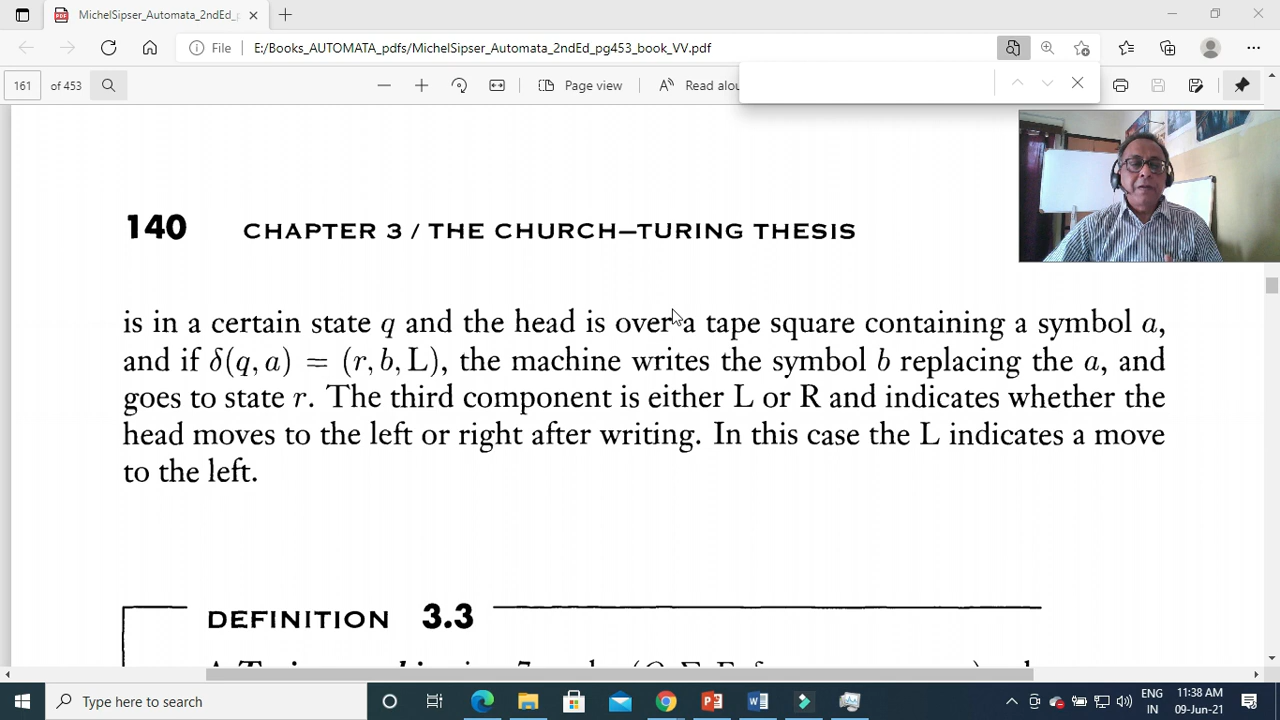 MichelSipser_Automata_2ndEd_p
File E:/Books_AUTOMATA_pdfs/MichelSipser_Automata_2ndEd_pg453_book_VV.pdf
161 of 453 Page view Read alou
140 CHAPTER 3 / THE CHURCH—TURING THESIS
is in a certain state q and the head is over a tape square containing a symbol a,
and if δ(q, a) = (r, b, L), the machine writes the symbol b replacing the a, and
goes to state r. The third component is either L or R and indicates whether the
head moves to the left or right after writing. In this case the L indicates a move
to the left.
DEFINITION 3.3
Type here to search
ENG 11:38 AM
IN 09-Jun-21